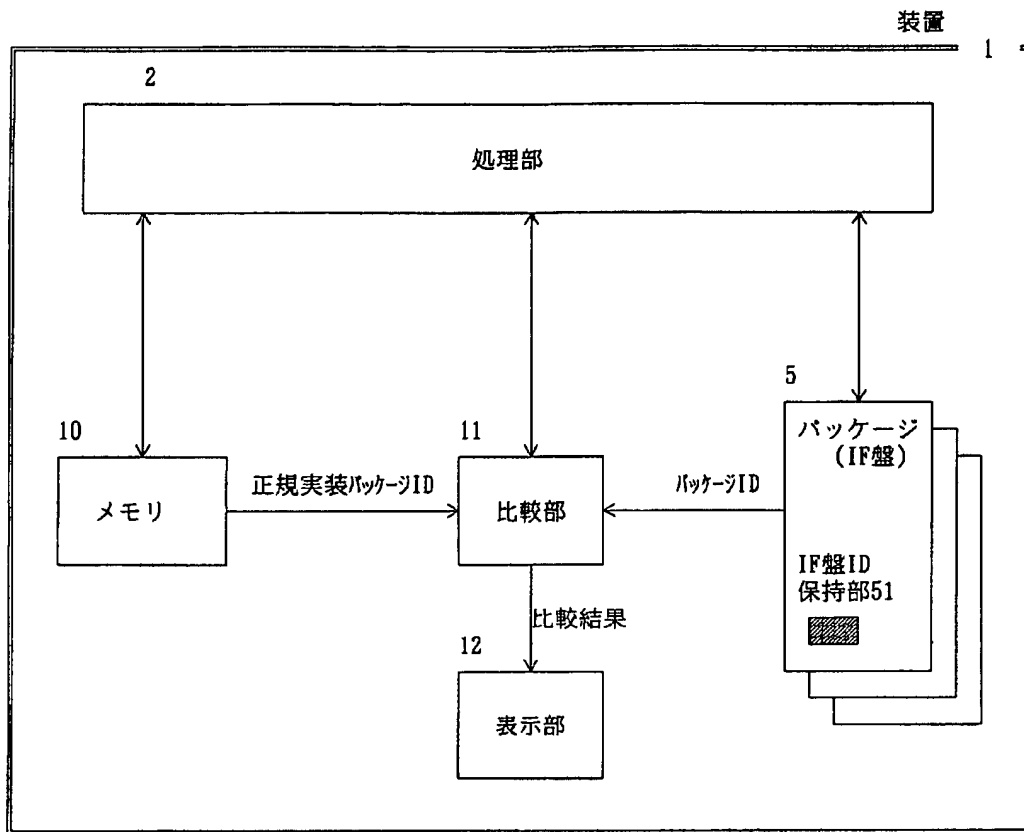 装置
1
2
処理部
5
10
11
パッケージ
(IF盤)
正規実装パッケージID
パッケージID
メモリ
比較部
IF盤ID
保持部51
比較結果
12
表示部